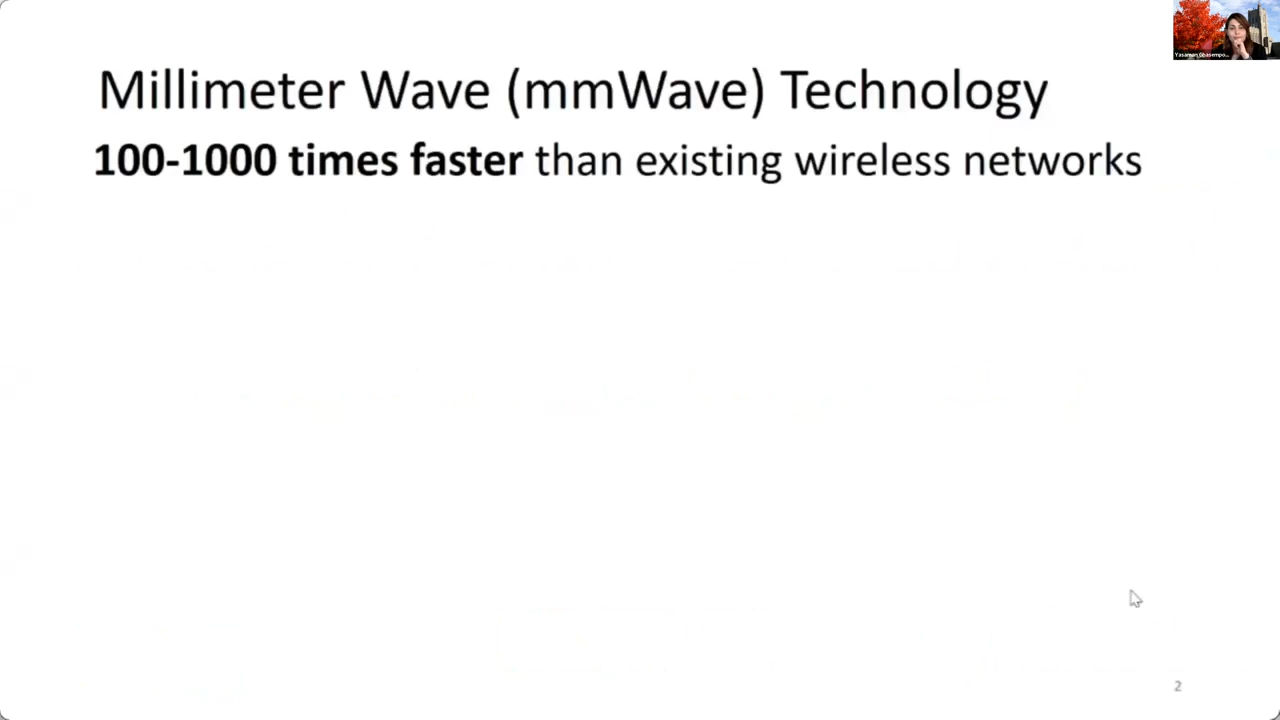 Millimeter Wave (mmWave) Technology
100-1000 times faster than existing wireless networks
Yasaman Ghasempo...
2